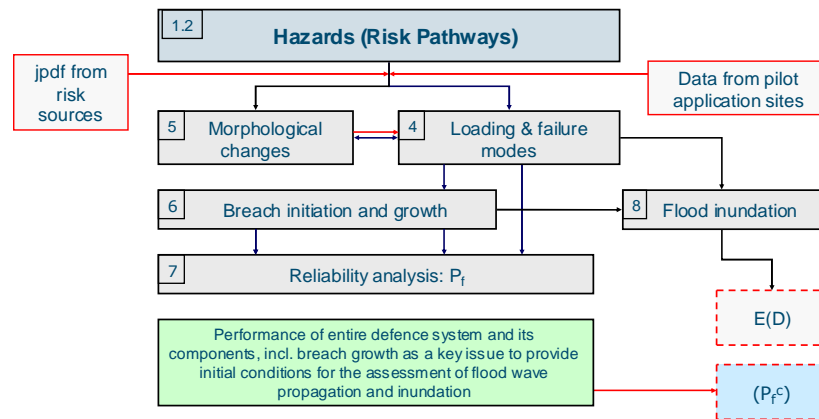 1.2
Hazards (Risk Pathways)
jpdf from
risk
sources
Data from pilot
application sites
5
Morphological
changes
4
Loading & failure
modes
6
Breach initiation and growth
8
Flood inundation
7
Reliability analysis: Pf
E(D)
Performance of entire defence system and its
components, incl. breach growth as a key issue to provide
initial conditions for the assessment of flood wave
propagation and inundation
(Pfc)